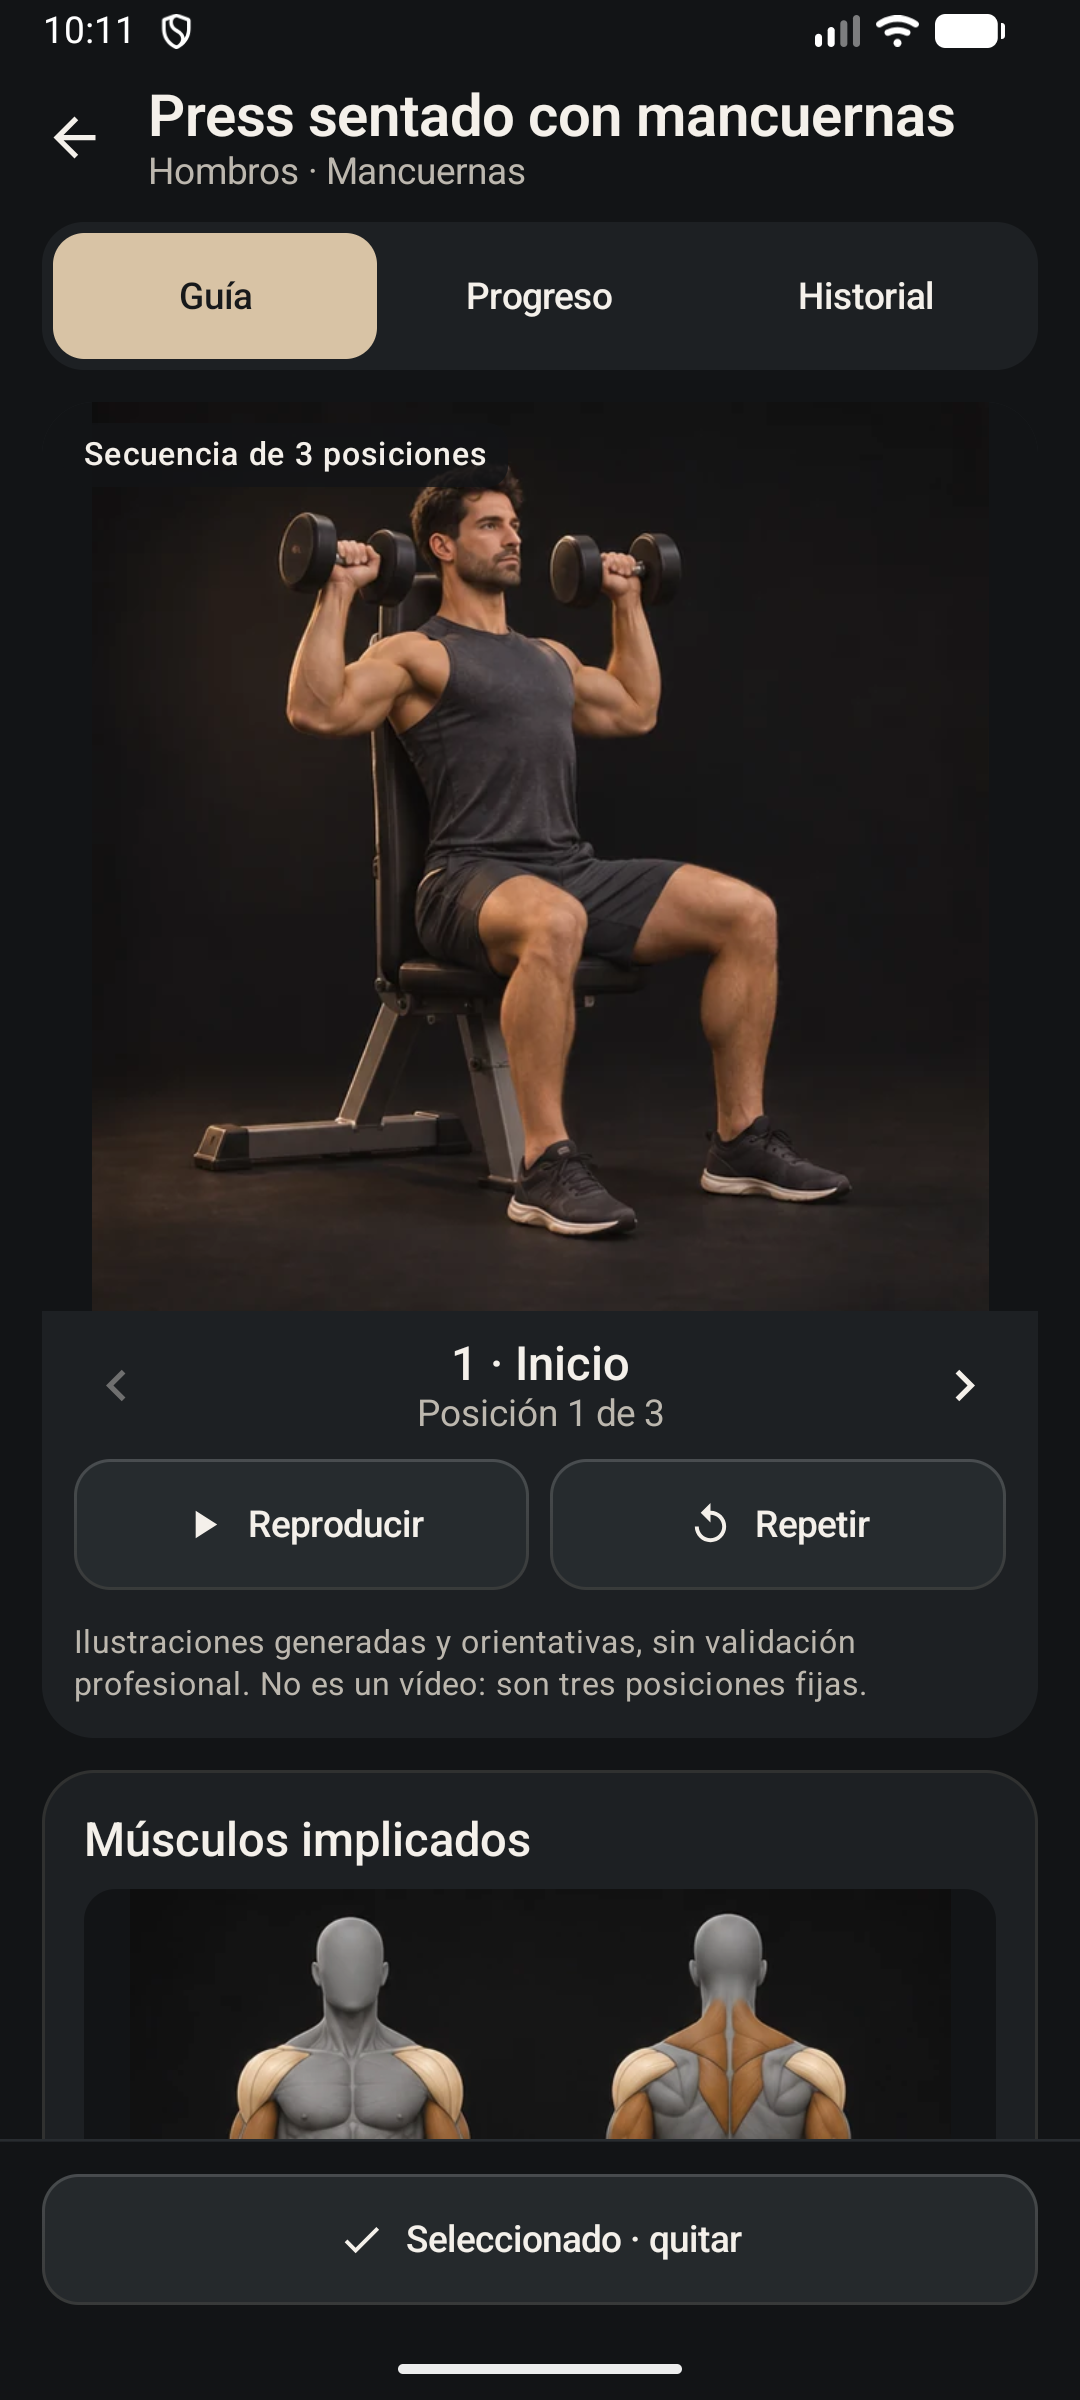 10:11
Press sentado con mancuernas
Hombros · Mancuernas
Guía
Progreso
Historial
Secuencia de 3 posiciones
1 · Inicio
Posición 1 de 3
Reproducir
Repetir
Ilustraciones generadas y orientativas, sin validación
profesional. No es un vídeo: son tres posiciones fijas.
Músculos implicados
Seleccionado · quitar